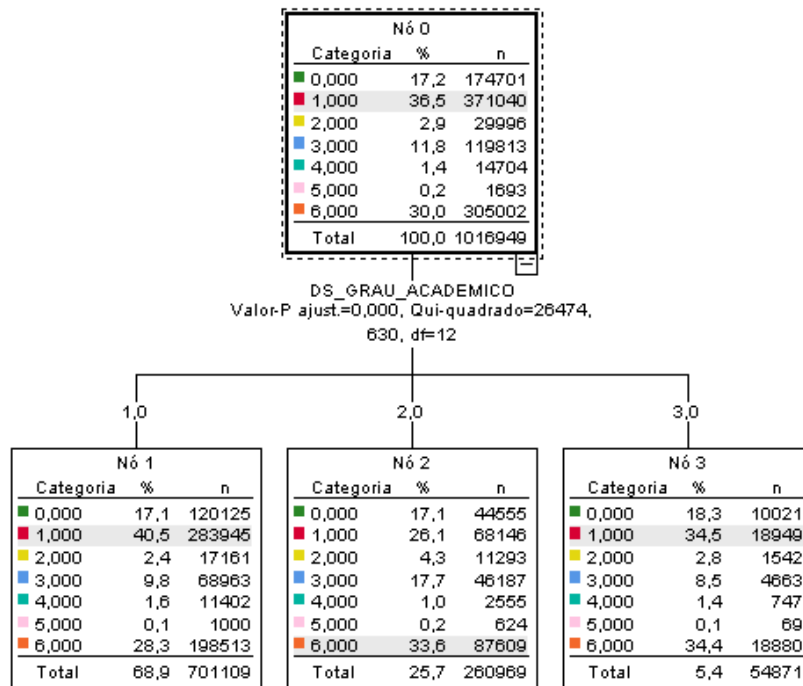 Nó 0
Categoria % n
0,000 17,2 174701
1,000 36,5 371040
2,000 2,9 29996
3,000 11,8 119813
4,000 1,4 14704
5,000 0,2 1693
6,000 30,0 305002
Total 100,0 1016949
DS_GRAU_ACADEMICO
Valor-P ajust.=0,000, Qui-quadrado=26474,
630, df=12
1,0 2,0 3,0
Nó 1
Categoria % n
0,000 17,1 120125
1,000 40,5 283945
2,000 2,4 17161
3,000 9,8 68963
4,000 1,6 11402
5,000 0,1 1000
6,000 28,3 198513
Total 68,9 701109
Nó 2
Categoria % n
0,000 17,1 44555
1,000 26,1 68146
2,000 4,3 11293
3,000 17,7 46187
4,000 1,0 2555
5,000 0,2 624
6,000 33,6 87609
Total 25,7 260969
Nó 3
Categoria % n
0,000 18,3 10021
1,000 34,5 18949
2,000 2,8 1542
3,000 8,5 4663
4,000 1,4 747
5,000 0,1 69
6,000 34,4 18880
Total 5,4 54871